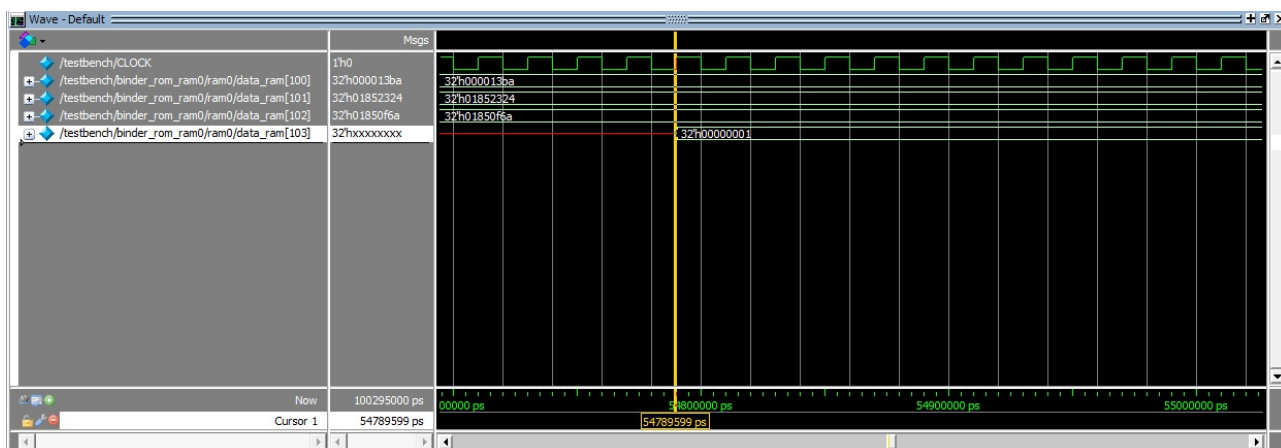 Wave - Default
Msgs
/testbench/CLOCK 1'h0
/testbench/binder_rom_ram0/ram0/data_ram[100] 32'h000013ba 32'h000013ba
/testbench/binder_rom_ram0/ram0/data_ram[101] 32'h01852324 32'h01852324
/testbench/binder_rom_ram0/ram0/data_ram[102] 32'h01850f6a 32'h01850f6a
/testbench/binder_rom_ram0/ram0/data_ram[103] 32'hxxxxxxxx 32'h00000001
Now 100295000 ps 00000 ps 54800000 ps 54900000 ps 55000000 ps
Cursor 1 54789599 ps 54789599 ps